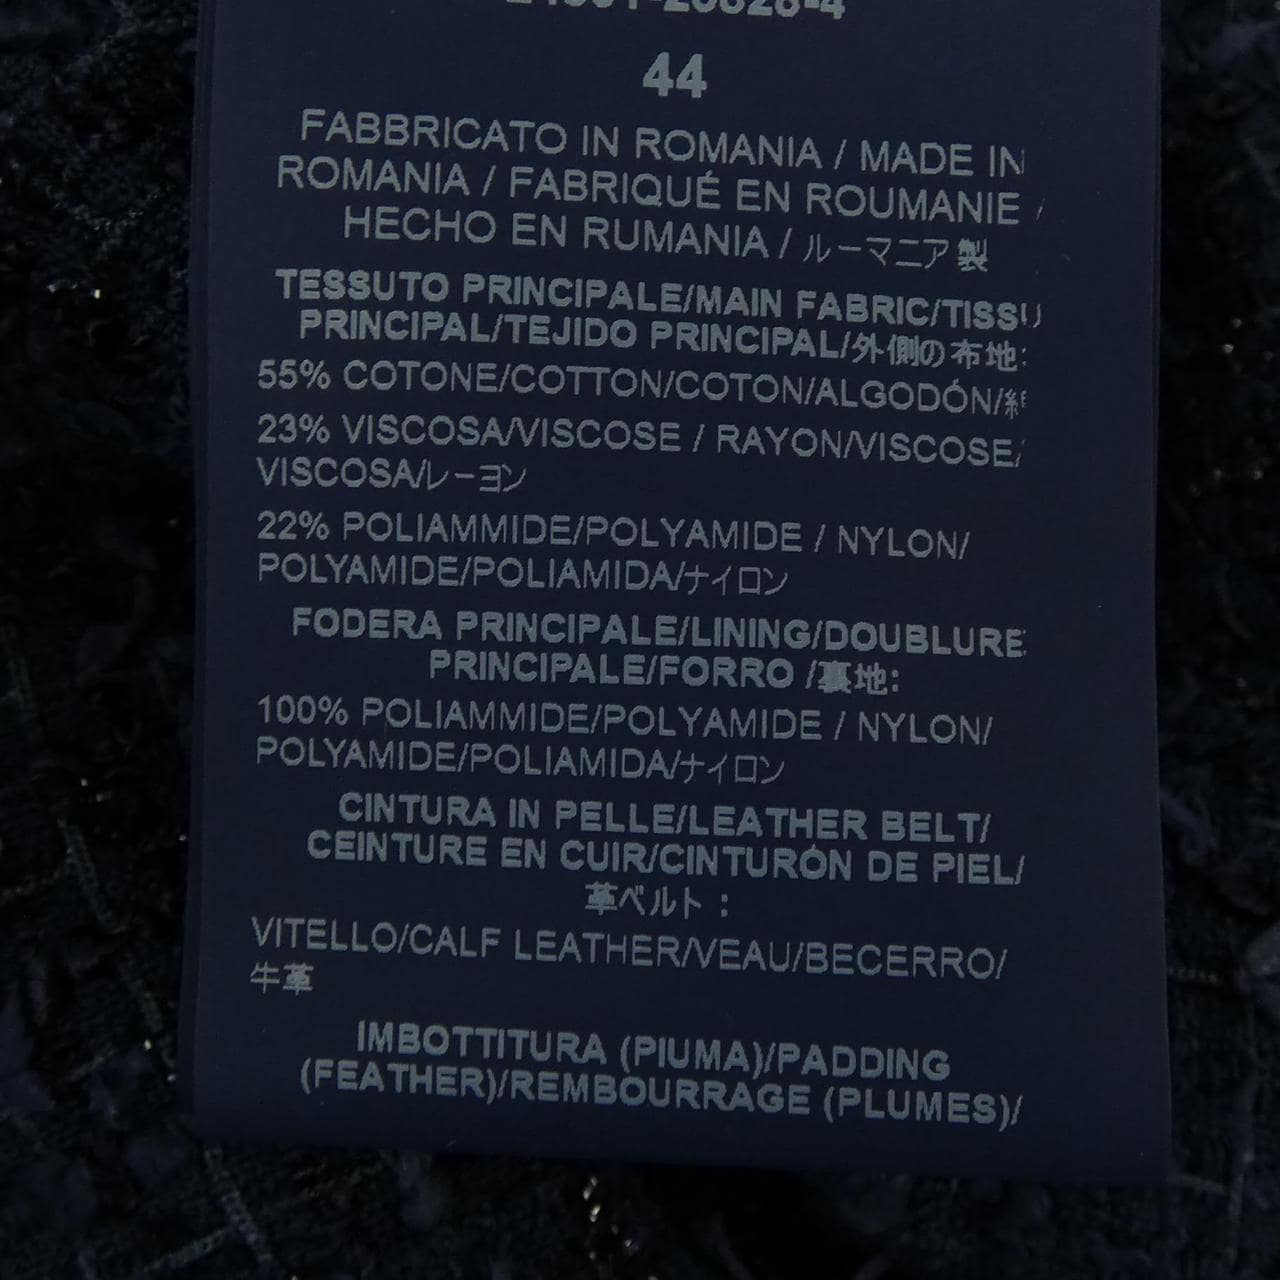 44
FABBRICATO IN ROMANIA / MADE IN
ROMANIA / FABRIQUÉ EN ROUMANIE /
HECHO EN RUMANIA / ルーマニア製
TESSUTO PRINCIPALE/MAIN FABRIC/TISSU
PRINCIPAL/TEJIDO PRINCIPAL/外側の布地:
55% COTONE/COTTON/COTON/ALGODÓN/
23% VISCOSA/VISCOSE / RAYON/VISCOSE/
VISCOSA/レーヨン
22% POLIAMMIDE/POLYAMIDE / NYLON/
POLYAMIDE/POLIAMIDA/ナイロン
FODERA PRINCIPALE/LINING/DOUBLURE
PRINCIPALE/FORRO /裏地:
100% POLIAMMIDE/POLYAMIDE / NYLON/
POLYAMIDE/POLIAMIDA/ナイロン
CINTURA IN PELLE/LEATHER BELT/
CEINTURE EN CUIR/CINTURÓN DE PIEL/
革ベルト :
VITELLO/CALF LEATHER/VEAU/BECERRO/
牛革
IMBOTTITURA (PIUMA)/PADDING
(FEATHER)/REMBOURRAGE (PLUMES)/